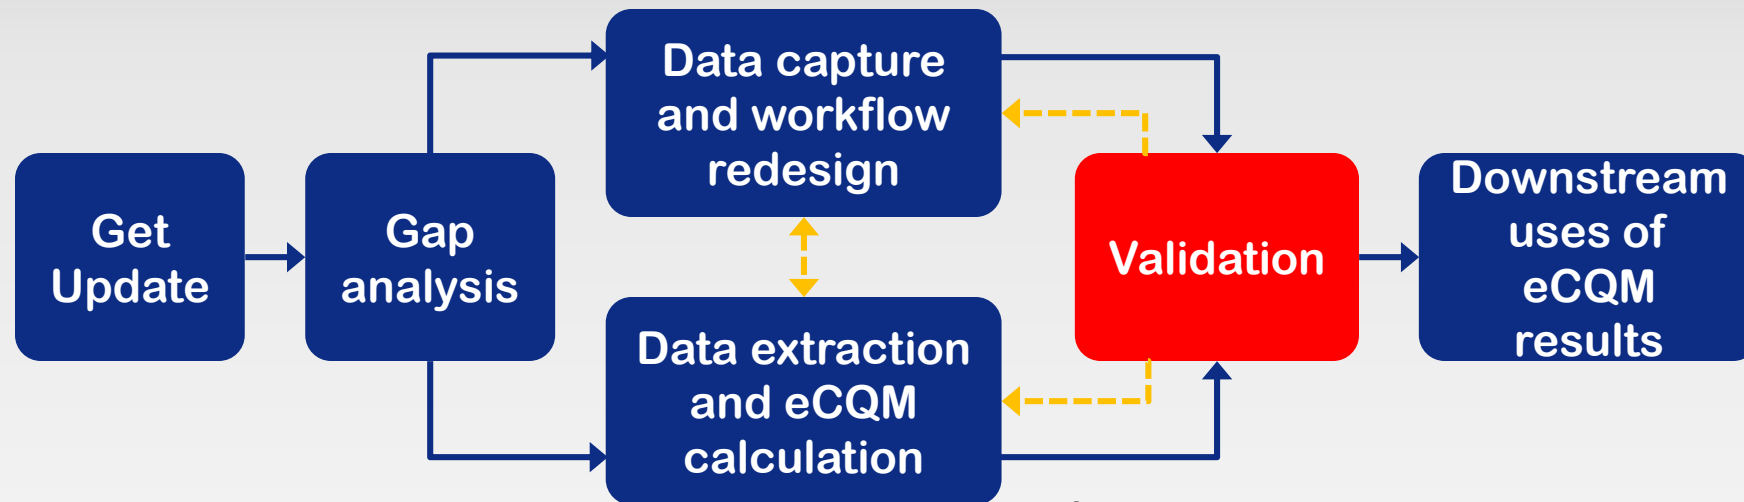 Get
Update
Gap
analysis
Data capture
and workflow
redesign
Data extraction
and eCQM
calculation
Validation
Downstream
uses of
eCQM
results